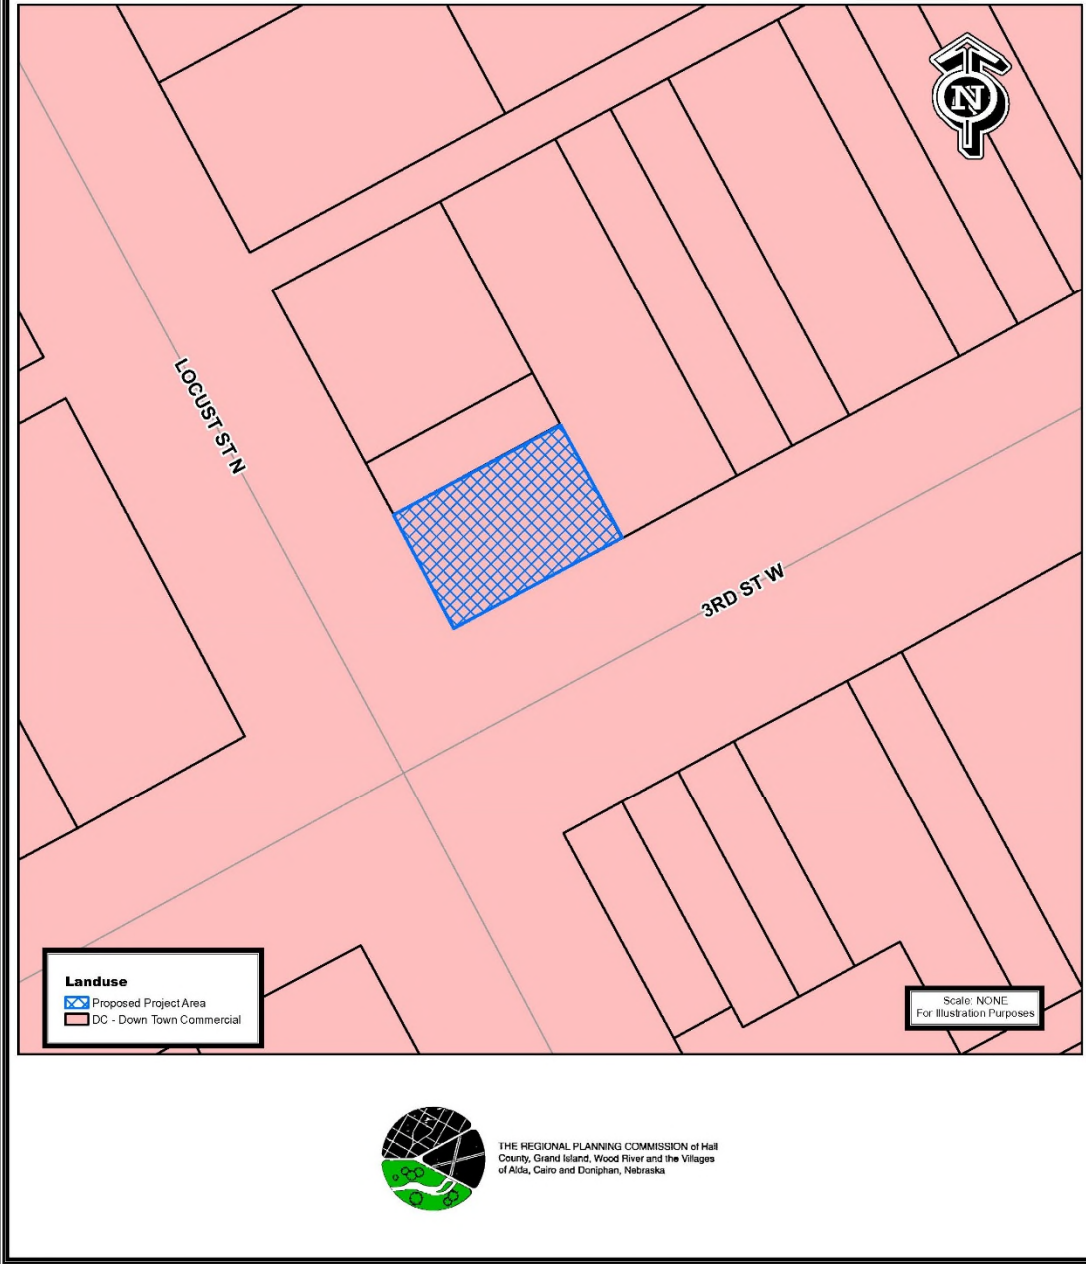 N
LOCUST ST N
3RD ST W
Landuse
Proposed Project Area
DC - Down Town Commercial
Scale: NONE
For Illustration Purposes
THE REGIONAL PLANNING COMMISSION of Hall
County, Grand Island, Wood River and the Villages
of Alda, Cairo and Doniphan, Nebraska